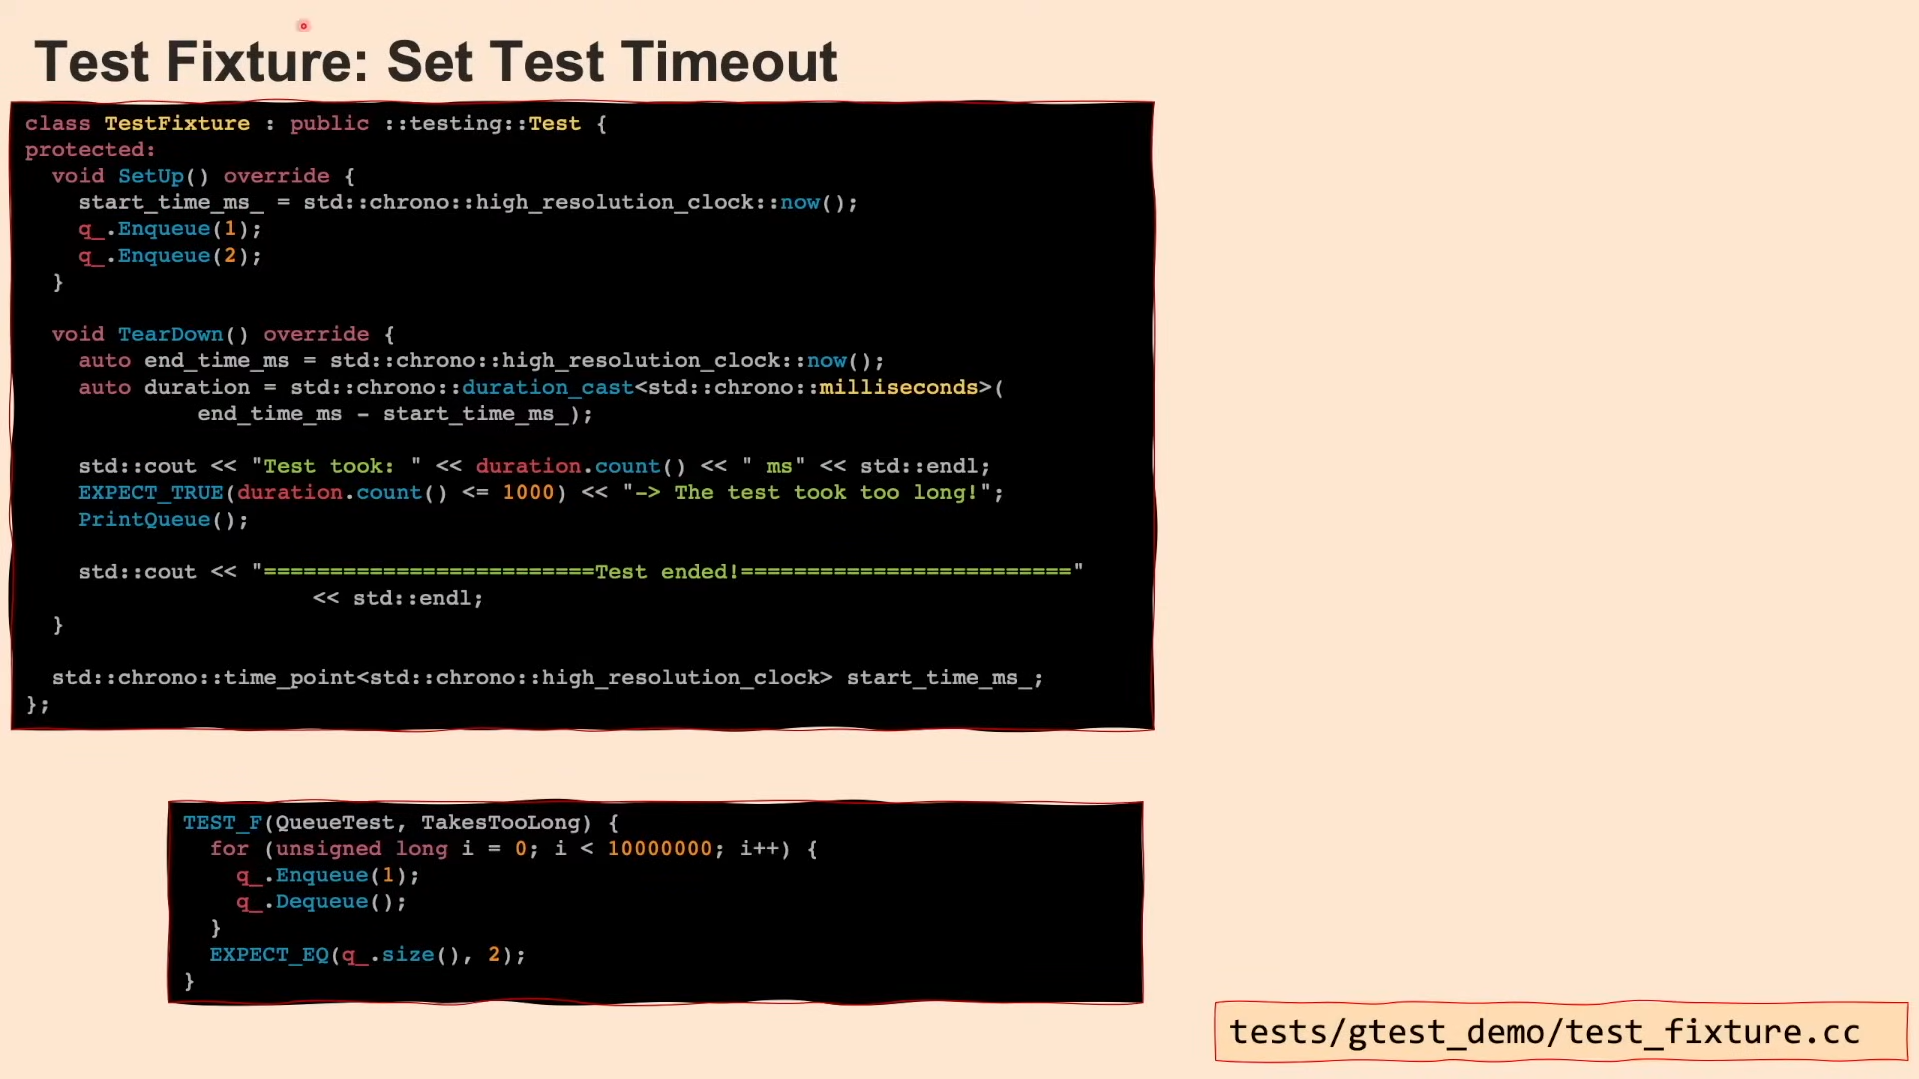 Test Fixture: Set Test Timeout
class TestFixture : public ::testing::Test {
protected:
  void SetUp() override {
    start_time_ms_ = std::chrono::high_resolution_clock::now();
    q_.Enqueue(1);
    q_.Enqueue(2);
  }
  void TearDown() override {
    auto end_time_ms = std::chrono::high_resolution_clock::now();
    auto duration = std::chrono::duration_cast<std::chrono::milliseconds>(
             end_time_ms - start_time_ms_);
    std::cout << "Test took: " << duration.count() << " ms" << std::endl;
    EXPECT_TRUE(duration.count() <= 1000) << "-> The test took too long!";
    PrintQueue();
    std::cout << "=========================Test ended!========================="
                      << std::endl;
  }
  std::chrono::time_point<std::chrono::high_resolution_clock> start_time_ms_;
};
TEST_F(QueueTest, TakesTooLong) {
  for (unsigned long i = 0; i < 10000000; i++) {
    q_.Enqueue(1);
    q_.Dequeue();
  }
  EXPECT_EQ(q_.size(), 2);
}
tests/gtest_demo/test_fixture.cc